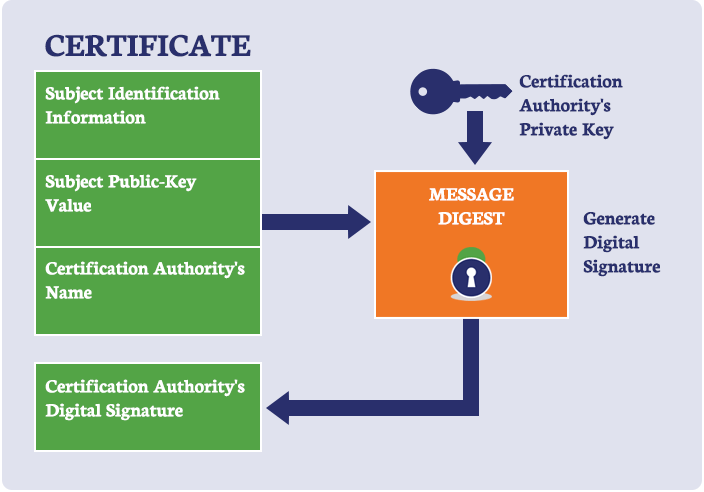 CERTIFICATE
Subject Identification
Information
Subject Public-Key
Value
Certification Authority's
Name
Certification Authority's
Digital Signature
Certification
Authority's
Private Key
MESSAGE
DIGEST
Generate
Digital
Signature